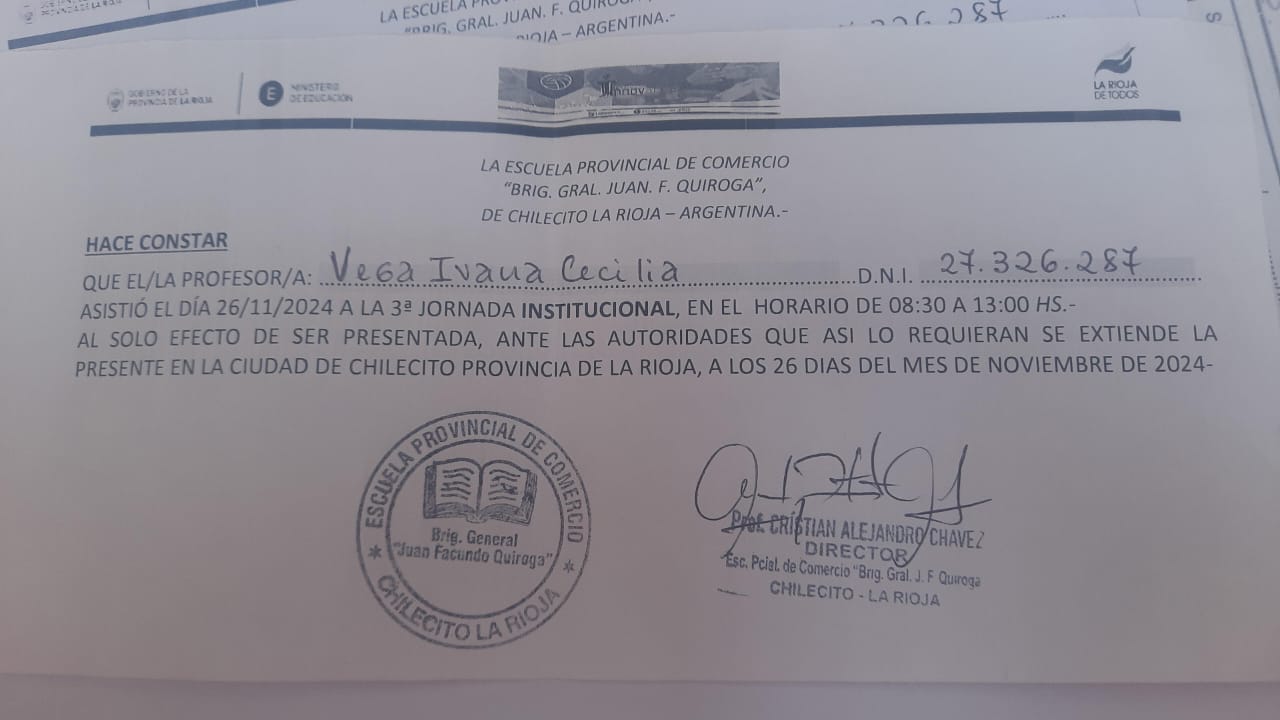 LA ESCUELA PRO
"BRIG. GRAL. JUAN. F. QUIROGA
RIOJA – ARGENTINA.-
326.287
GOBIERNO DE LA
PROVINCIA DE LA RIOJA
E MINISTERIO
DE EDUCACIÓN
LA RIOJA
DE TODOS
LA ESCUELA PROVINCIAL DE COMERCIO
"BRIG. GRAL. JUAN. F. QUIROGA",
DE CHILECITO LA RIOJA – ARGENTINA.-
HACE CONSTAR
QUE EL/LA PROFESOR/A: Vega Ivana Cecilia D.N.I. 27.326.287
ASISTIÓ EL DÍA 26/11/2024 A LA 3ª JORNADA INSTITUCIONAL, EN EL HORARIO DE 08:30 A 13:00 HS.-
AL SOLO EFECTO DE SER PRESENTADA, ANTE LAS AUTORIDADES QUE ASI LO REQUIERAN SE EXTIENDE LA
PRESENTE EN LA CIUDAD DE CHILECITO PROVINCIA DE LA RIOJA, A LOS 26 DIAS DEL MES DE NOVIEMBRE DE 2024-
ESCUELA PROVINCIAL DE COMERCIO
Brig. General
"Juan Facundo Quiroga"
* CHILECITO LA RIOJA *
Prof. CRISTIAN ALEJANDRO CHAVEZ
DIRECTOR
Esc. Pcial. de Comercio "Brig. Gral. J. F Quiroga
CHILECITO - LA RIOJA